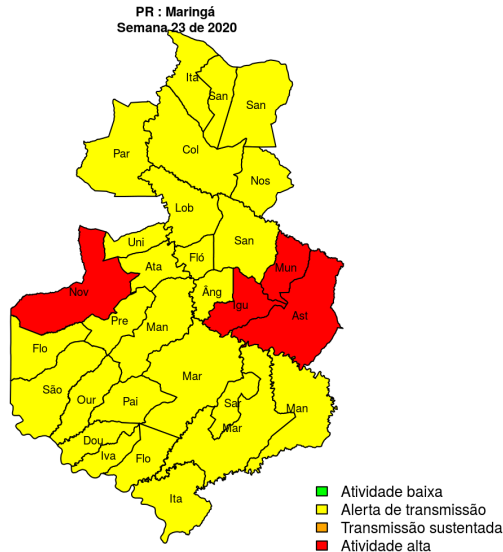 PR : Maringá
Semana 23 de 2020
Ita
San
San
Par
Col
Nos
Lob
Uni
San
Fló
Ata
Mun
Nov
Âng
Igu
Ast
Pre
Man
Flo
Mar
São
Our
Pai
Sar
Man
Mar
Dou
Iva
Flo
Ita
Atividade baixa
Alerta de transmissão
Transmissão sustentada
Atividade alta